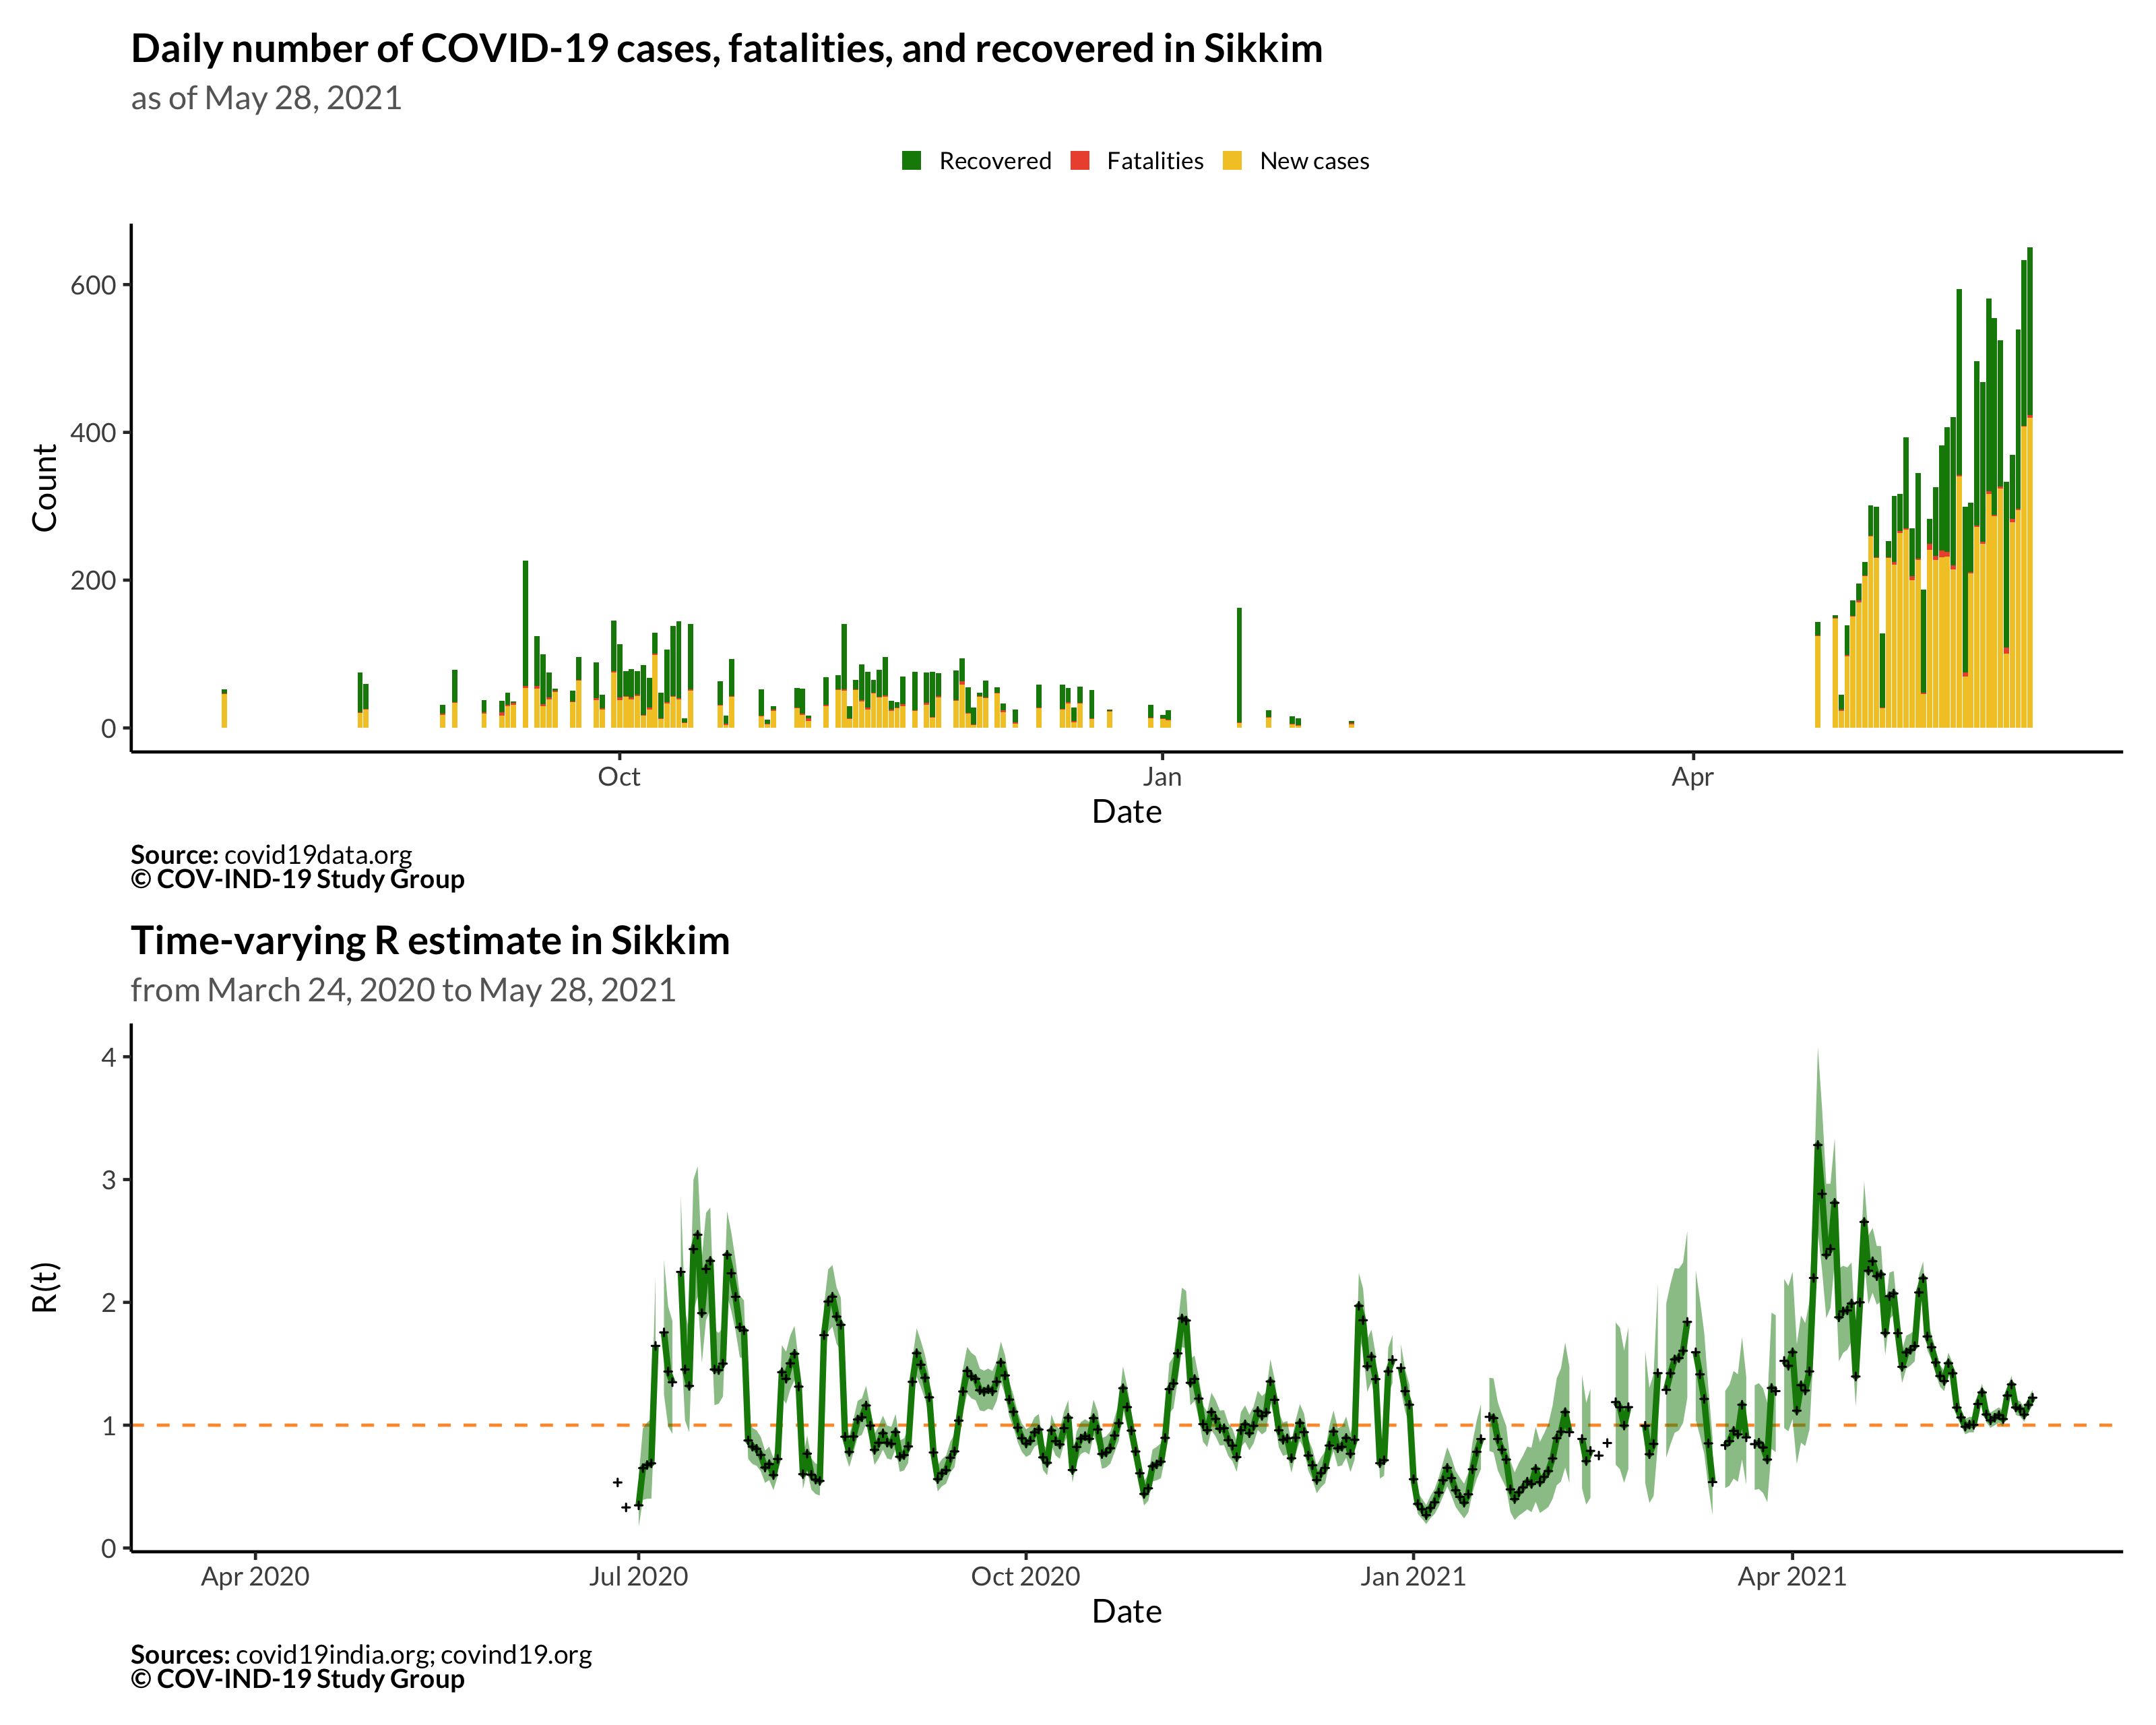 Daily number of COVID-19 cases, fatalities, and recovered in Sikkim
as of May 28, 2021
Recovered Fatalities New cases
600
400
200
0
Count
Oct Jan Apr
Date
Source: covid19data.org
© COV-IND-19 Study Group
Time-varying R estimate in Sikkim
from March 24, 2020 to May 28, 2021
4
3
2
1
0
R(t)
Apr 2020 Jul 2020 Oct 2020 Jan 2021 Apr 2021
Date
Sources: covid19india.org; covind19.org
© COV-IND-19 Study Group